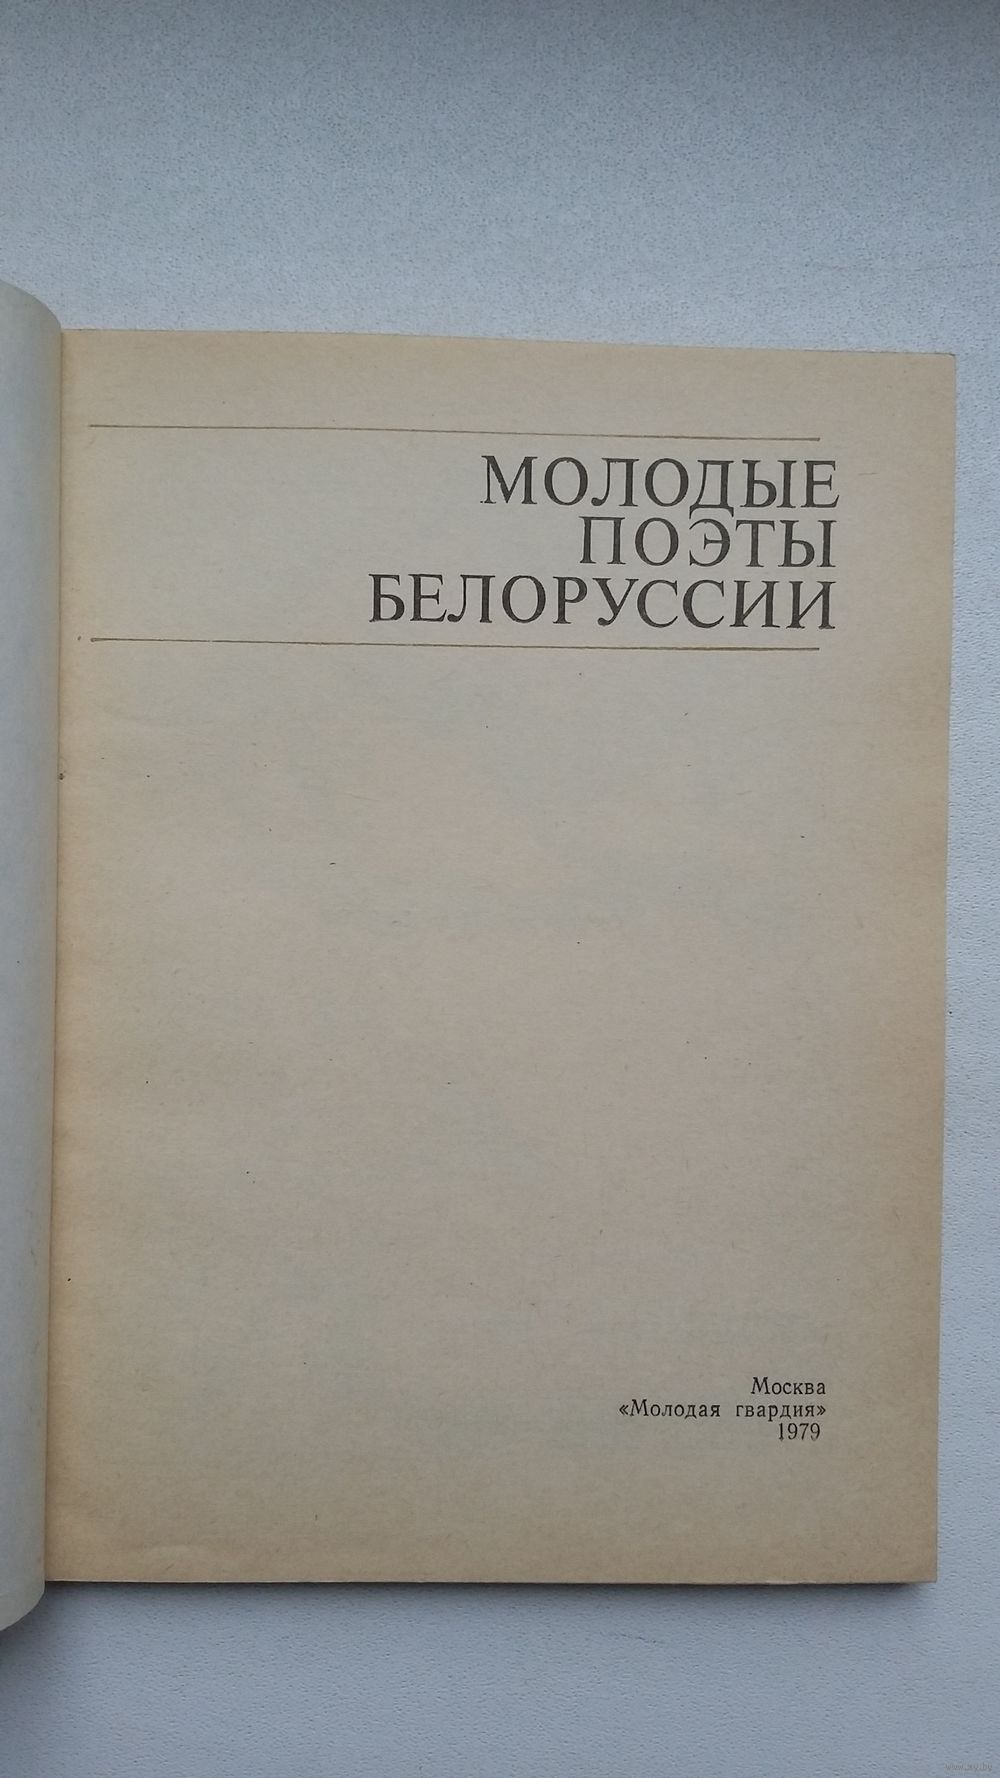 МОЛОДЫЕ
ПОЭТЫ
БЕЛОРУССИИ
Москва
«Молодая гвардия»
1979